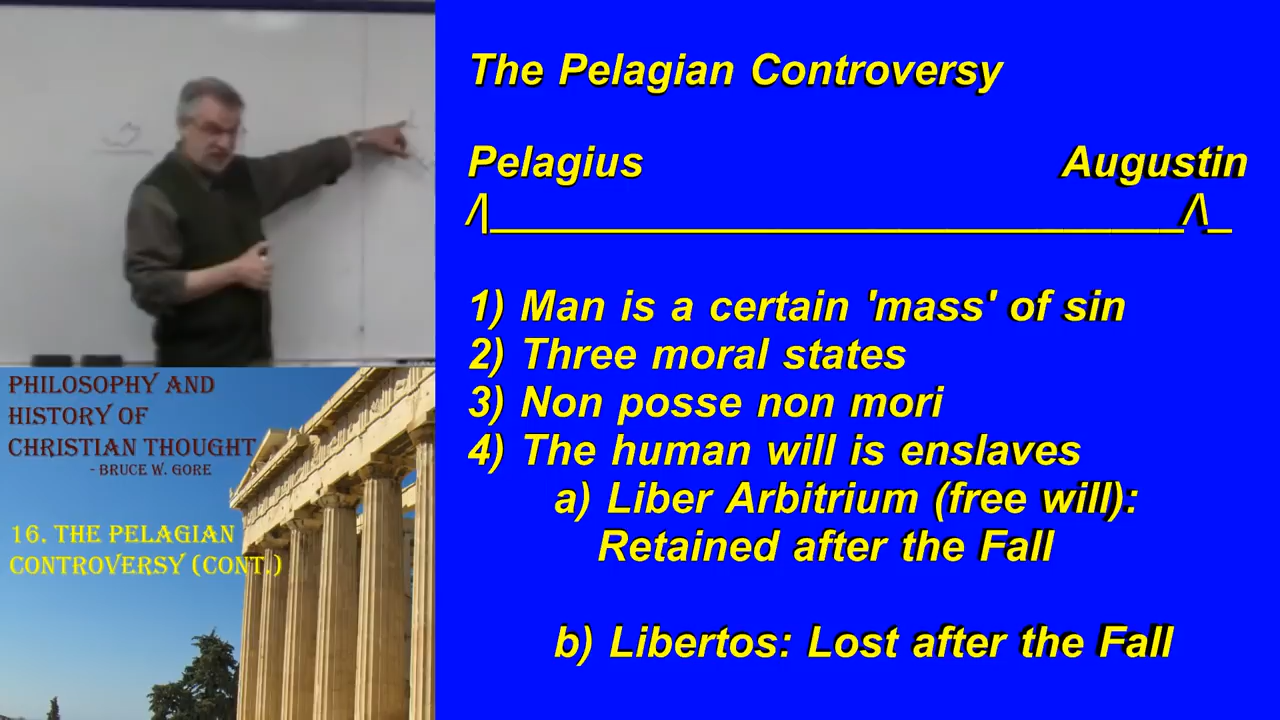 The Pelagian Controversy
Pelagius Augustin
/|_________________________________/\_
1) Man is a certain 'mass' of sin
2) Three moral states
3) Non posse non mori
4) The human will is enslaves
a) Liber Arbitrium (free will):
Retained after the Fall
b) Libertos: Lost after the Fall
PHILOSOPHY AND
HISTORY OF
CHRISTIAN THOUGHT
- BRUCE W. GORE
16. THE PELAGIAN
CONTROVERSY (CONT.)